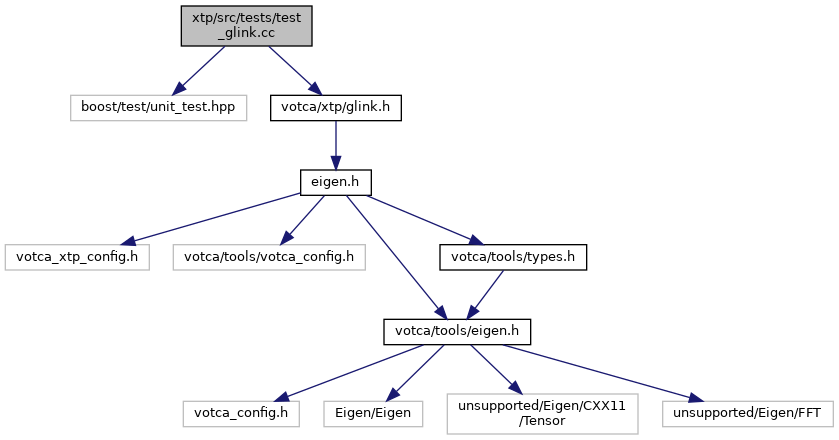 xtp/src/tests/test
_glink.cc
boost/test/unit_test.hpp
votca/xtp/glink.h
eigen.h
votca_xtp_config.h
votca/tools/votca_config.h
votca/tools/types.h
votca/tools/eigen.h
votca_config.h
Eigen/Eigen
unsupported/Eigen/CXX11
/Tensor
unsupported/Eigen/FFT